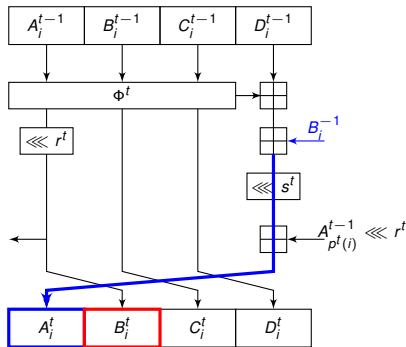 A_i^{t−1} B_i^{t−1} C_i^{t−1} D_i^{t−1}
Φ^t
B_i^{−1}
⋘ r^t
⋘ s^t
A_{p^t(i)}^{t−1} ⋘ r^t
A_i^t B_i^t C_i^t D_i^t